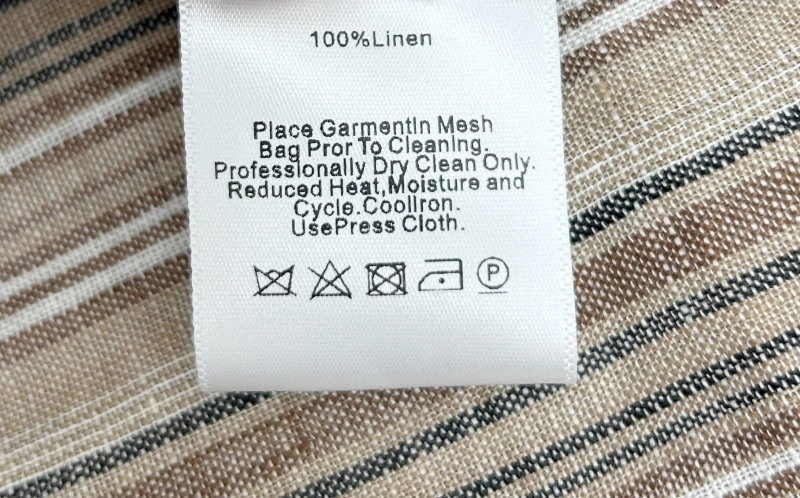 100%Linen
Place GarmentIn Mesh
Bag Pror To Cleaning.
Professionally Dry Clean Only.
Reduced Heat,Moisture and
Cycle.CoolIron.
UsePress Cloth.
P